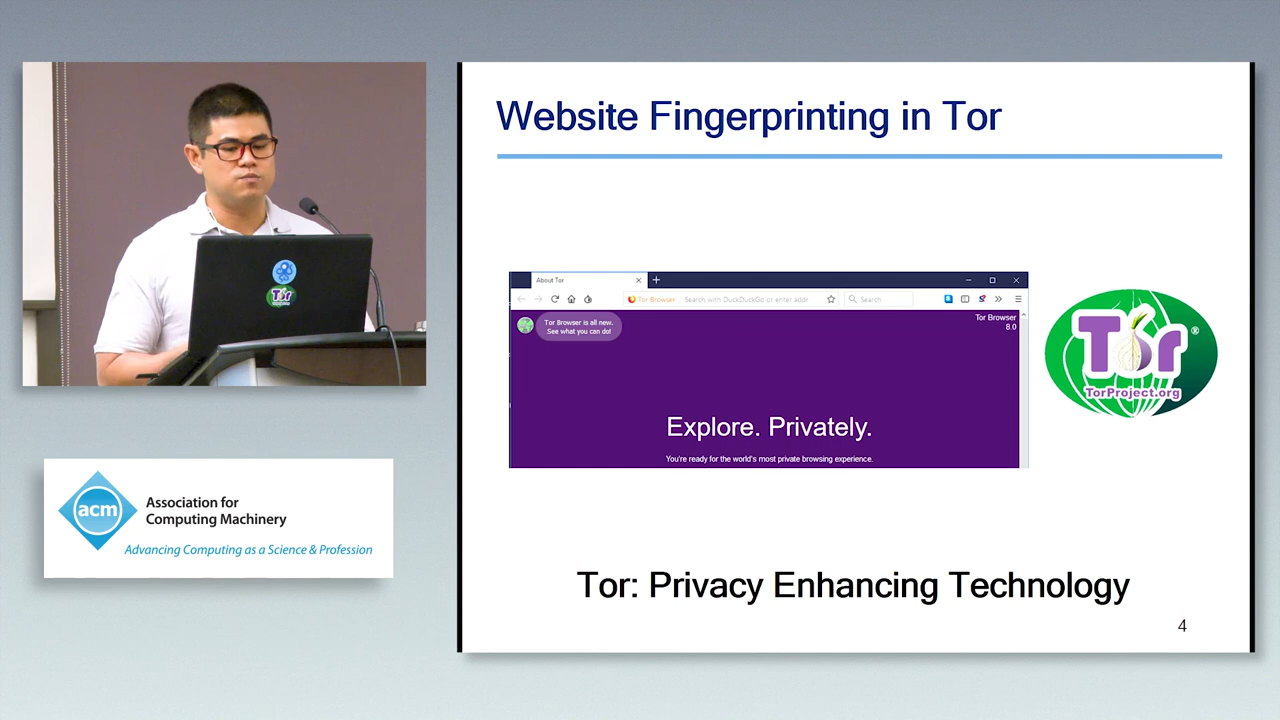 Website Fingerprinting in Tor
About Tor
Tor Browser
Search with DuckDuckGo or enter addr
Search
Tor Browser is all new.
See what you can do!
Tor Browser
8.0
Explore. Privately.
You're ready for the world's most private browsing experience.
Tor
®
TorProject.org
Tor: Privacy Enhancing Technology
4
Tor
acm
Association for
Computing Machinery
Advancing Computing as a Science & Profession